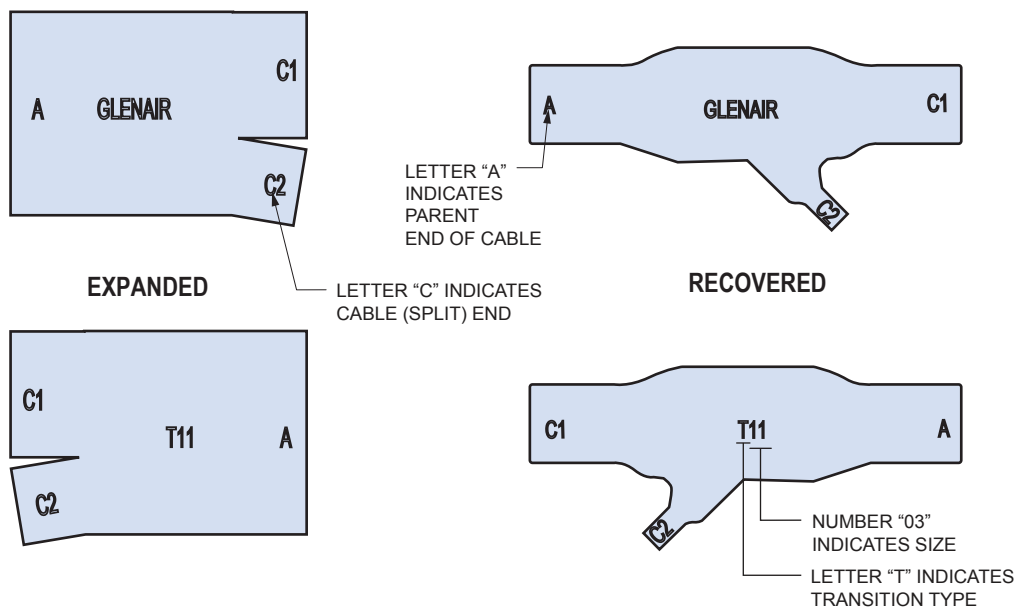 C1
A GLENAIR
C2
A GLENAIR C1
C2
LETTER “A”
INDICATES
PARENT
END OF CABLE
EXPANDED
LETTER “C” INDICATES
CABLE (SPLIT) END
RECOVERED
C1
T11 A
C2
C1 T11 A
C2
NUMBER “03”
INDICATES SIZE
LETTER “T” INDICATES
TRANSITION TYPE